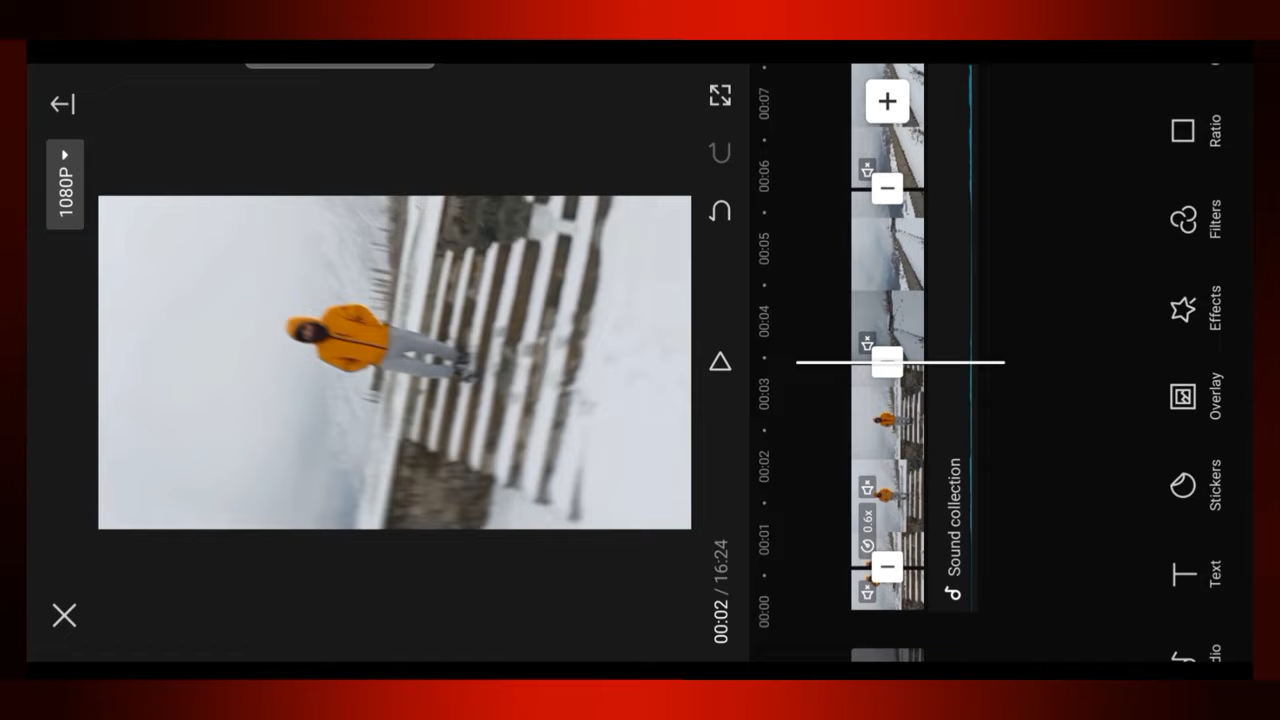 1080P
00:02 / 16:24
00:00
00:01
00:02
00:03
00:04
00:05
00:06
00:07
0.6x
Sound collection
dio
Text
Stickers
Overlay
Effects
Filters
Ratio